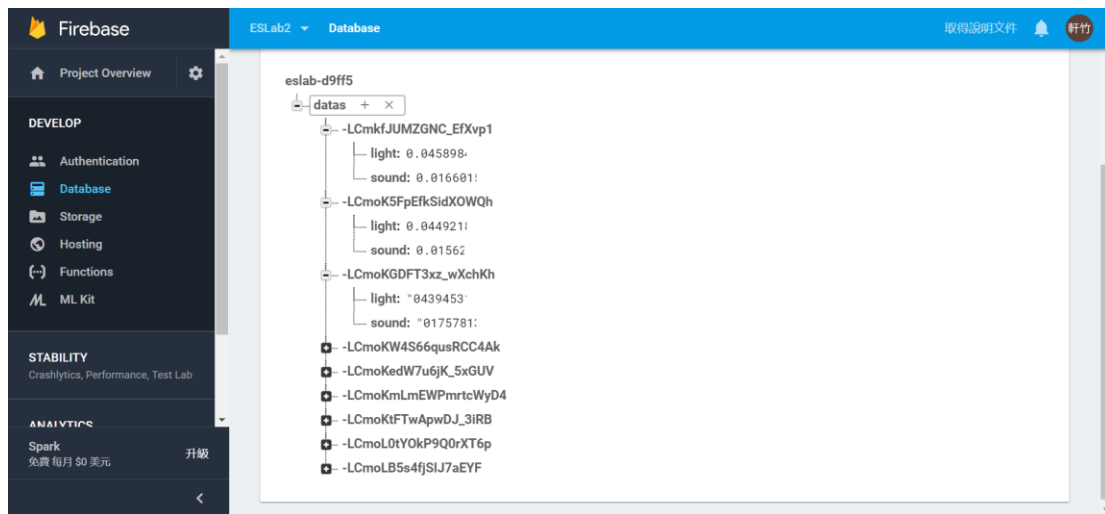 Firebase
ESLab2 Database
取得說明文件
軒竹
Project Overview
DEVELOP
Authentication
Database
Storage
Hosting
Functions
ML Kit
STABILITY
Crashlytics, Performance, Test Lab
ANALYTICS
Spark
免費 每月 $0 美元
升級
eslab-d9ff5
datas + ×
-LCmkfJUMZGNC_EfXvp1
light: 0.045898
sound: 0.016601
-LCmoK5FpEfkSidXOWQh
light: 0.04492
sound: 0.01562
-LCmoKGDFT3xz_wXchKh
light: "0439453
sound: "017578
-LCmoKW4S66qusRCC4Ak
-LCmoKedW7u6jK_5xGUV
-LCmoKmLmEWPmrtcWyD4
-LCmoKtFTwApwDJ_3iRB
-LCmoL0tYOkP9Q0rXT6p
-LCmoLB5s4fjSIJ7aEYF